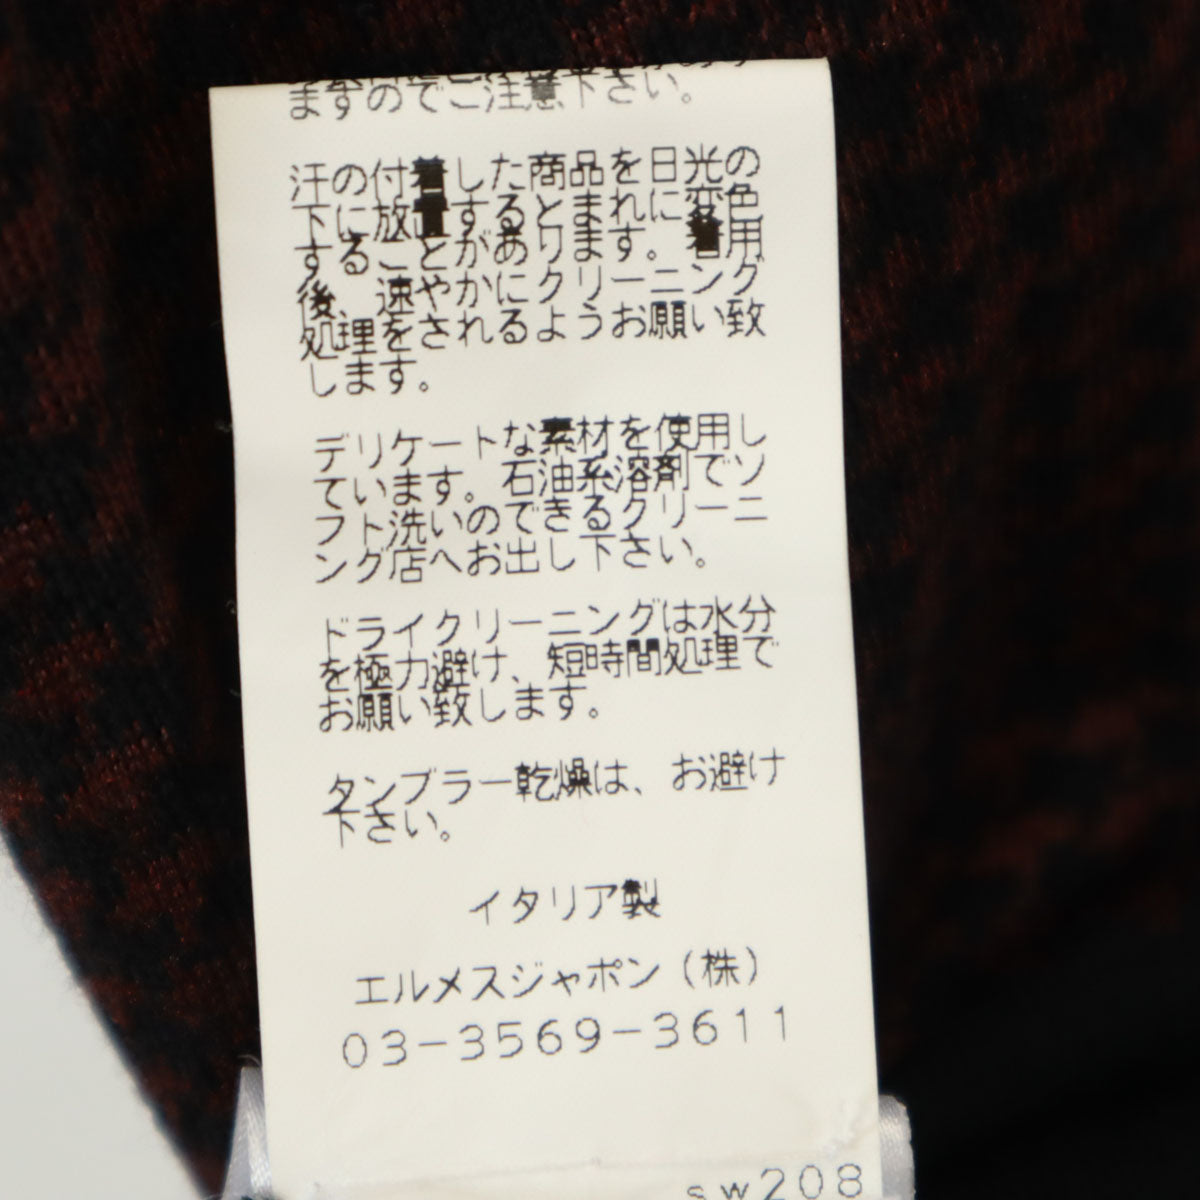 ますのでご注意下さい。
汗の付着した商品を日光の
下に放置するとまれに変色
することがあります。着用
後、速やかにクリーニング
処理をされるようお願い致
します。
デリケートな素材を使用し
ています。石油系溶剤でソ
フト洗いのできるクリーニ
ング店へお出し下さい。
ドライクリーニングは水分
を極力避け、短時間処理で
お願い致します。
タンブラー乾燥は、お避け
下さい。
イタリア製
エルメスジャポン(株)
03-3569-3611
sw208